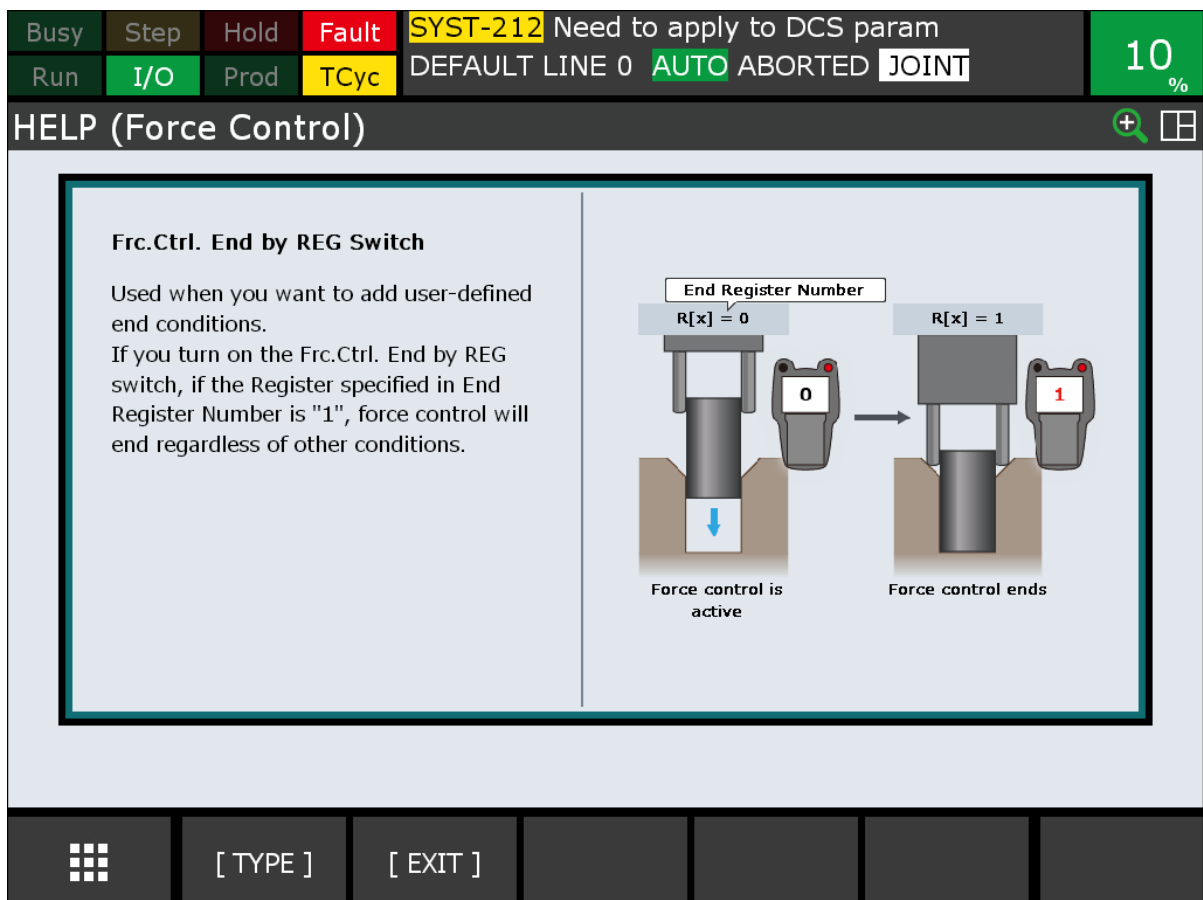 Busy Step Hold Fault SYST-212 Need to apply to DCS param
Run I/O Prod TCyc DEFAULT LINE 0 AUTO ABORTED JOINT
10 %
HELP (Force Control)
Frc.Ctrl. End by REG Switch
Used when you want to add user-defined
end conditions.
If you turn on the Frc.Ctrl. End by REG
switch, if the Register specified in End
Register Number is "1", force control will
end regardless of other conditions.
End Register Number
R[x] = 0
R[x] = 1
0
1
Force control is
active
Force control ends
[ TYPE ] [ EXIT ]